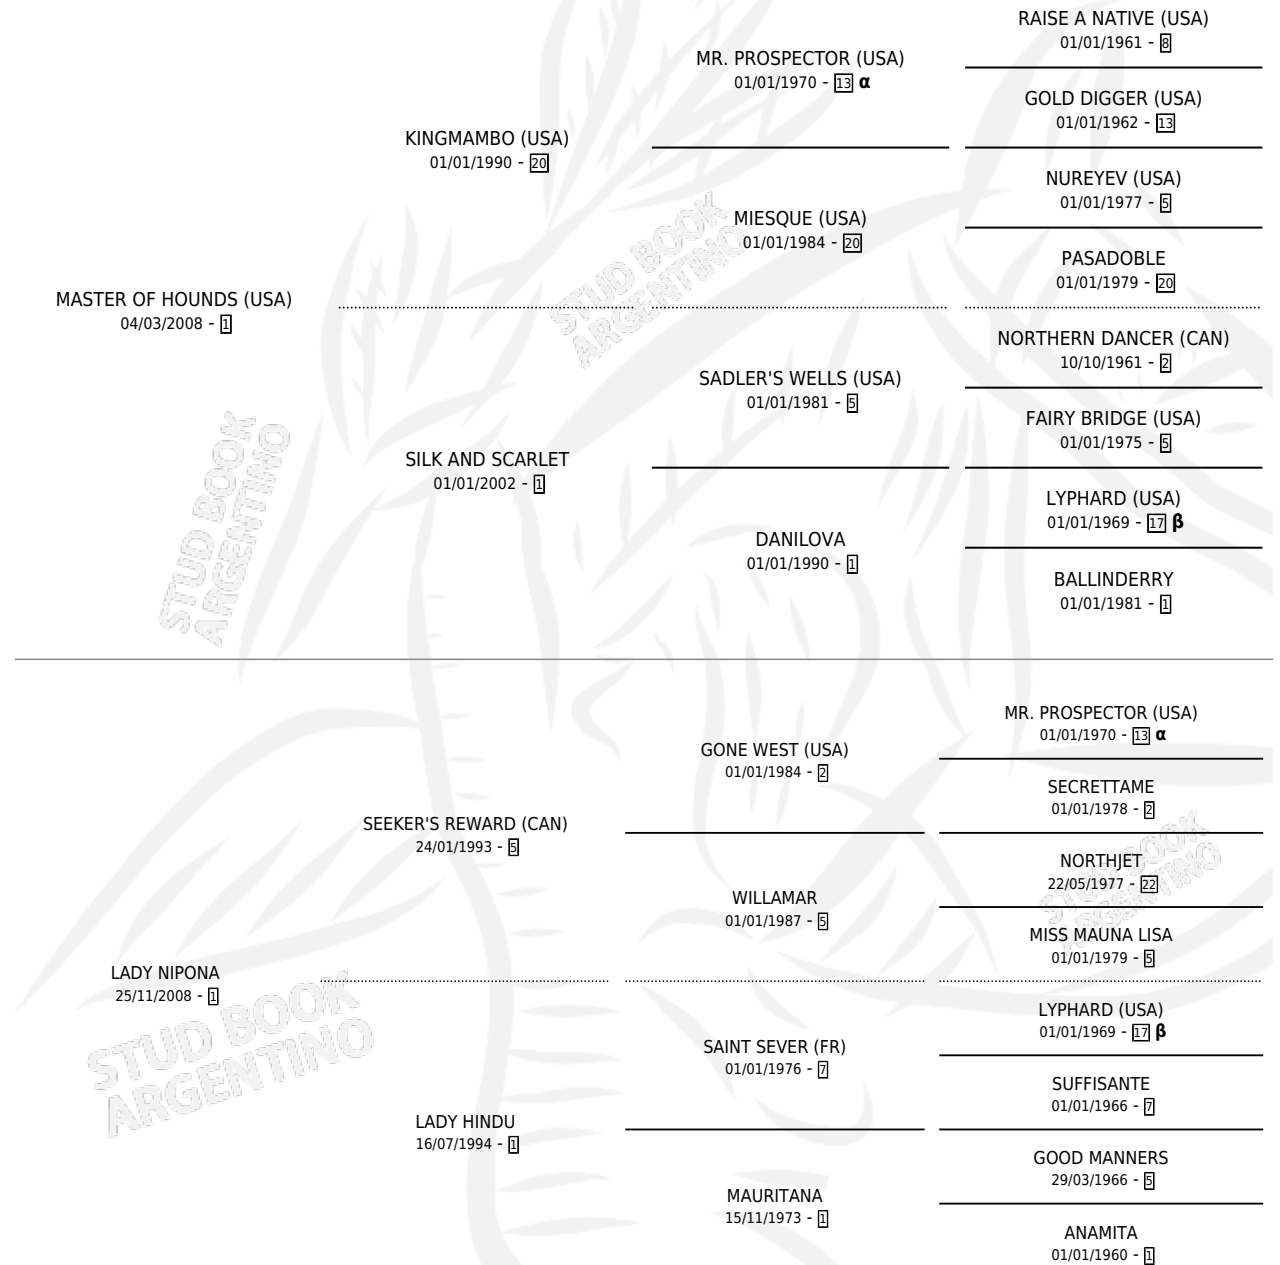 RAISE A NATIVE (USA)
01/01/1961 - 8
MR. PROSPECTOR (USA)
01/01/1970 - 13 α
GOLD DIGGER (USA)
01/01/1962 - 13
KINGMAMBO (USA)
01/01/1990 - 20
NUREYEV (USA)
01/01/1977 - 5
MIESQUE (USA)
01/01/1984 - 20
PASADOBLE
01/01/1979 - 20
STUD BOOK
ARGENTINO
MASTER OF HOUNDS (USA)
04/03/2008 - 1
NORTHERN DANCER (CAN)
10/10/1961 - 2
SADLER'S WELLS (USA)
01/01/1981 - 5
FAIRY BRIDGE (USA)
01/01/1975 - 5
SILK AND SCARLET
01/01/2002 - 1
LYPHARD (USA)
01/01/1969 - 17 β
DANILOVA
01/01/1990 - 1
BALLINDERRY
01/01/1981 - 1
STUD BOOK
ARGENTINO
MR. PROSPECTOR (USA)
01/01/1970 - 13 α
GONE WEST (USA)
01/01/1984 - 2
SECRETTAME
01/01/1978 - 2
SEEKER'S REWARD (CAN)
24/01/1993 - 5
NORTHJET
22/05/1977 - 22
WILLAMAR
01/01/1987 - 5
MISS MAUNA LISA
01/01/1979 - 5
STUD BOOK
ARGENTINO
LADY NIPONA
25/11/2008 - 1
LYPHARD (USA)
01/01/1969 - 17 β
SAINT SEVER (FR)
01/01/1976 - 7
SUFFISANTE
01/01/1966 - 7
LADY HINDU
16/07/1994 - 1
GOOD MANNERS
29/03/1966 - 5
MAURITANA
15/11/1973 - 1
ANAMITA
01/01/1960 - 1
STUD BOOK
ARGENTINO